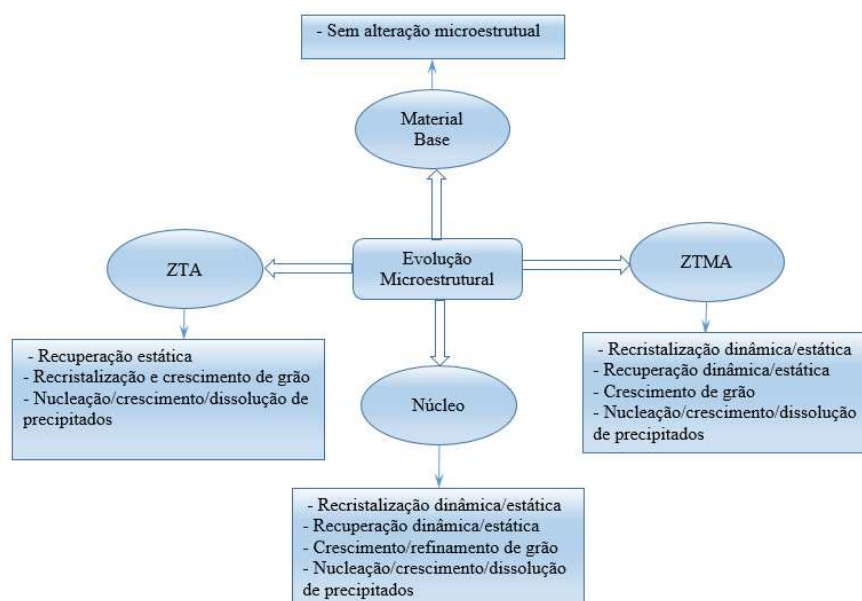 - Sem alteração microestrutual
Material
Base
ZTA
Evolução
Microestrutural
ZTMA
- Recuperação estática
- Recristalização e crescimento de grão
- Nucleação/crescimento/dissolução de
precipitados
Núcleo
- Recristalização dinâmica/estática
- Recuperação dinâmica/estática
- Crescimento de grão
- Nucleação/crescimento/dissolução
de precipitados
- Recristalização dinâmica/estática
- Recuperação dinâmica/estática
- Crescimento/refinamento de grão
- Nucleação/crescimento/dissolução
de precipitados